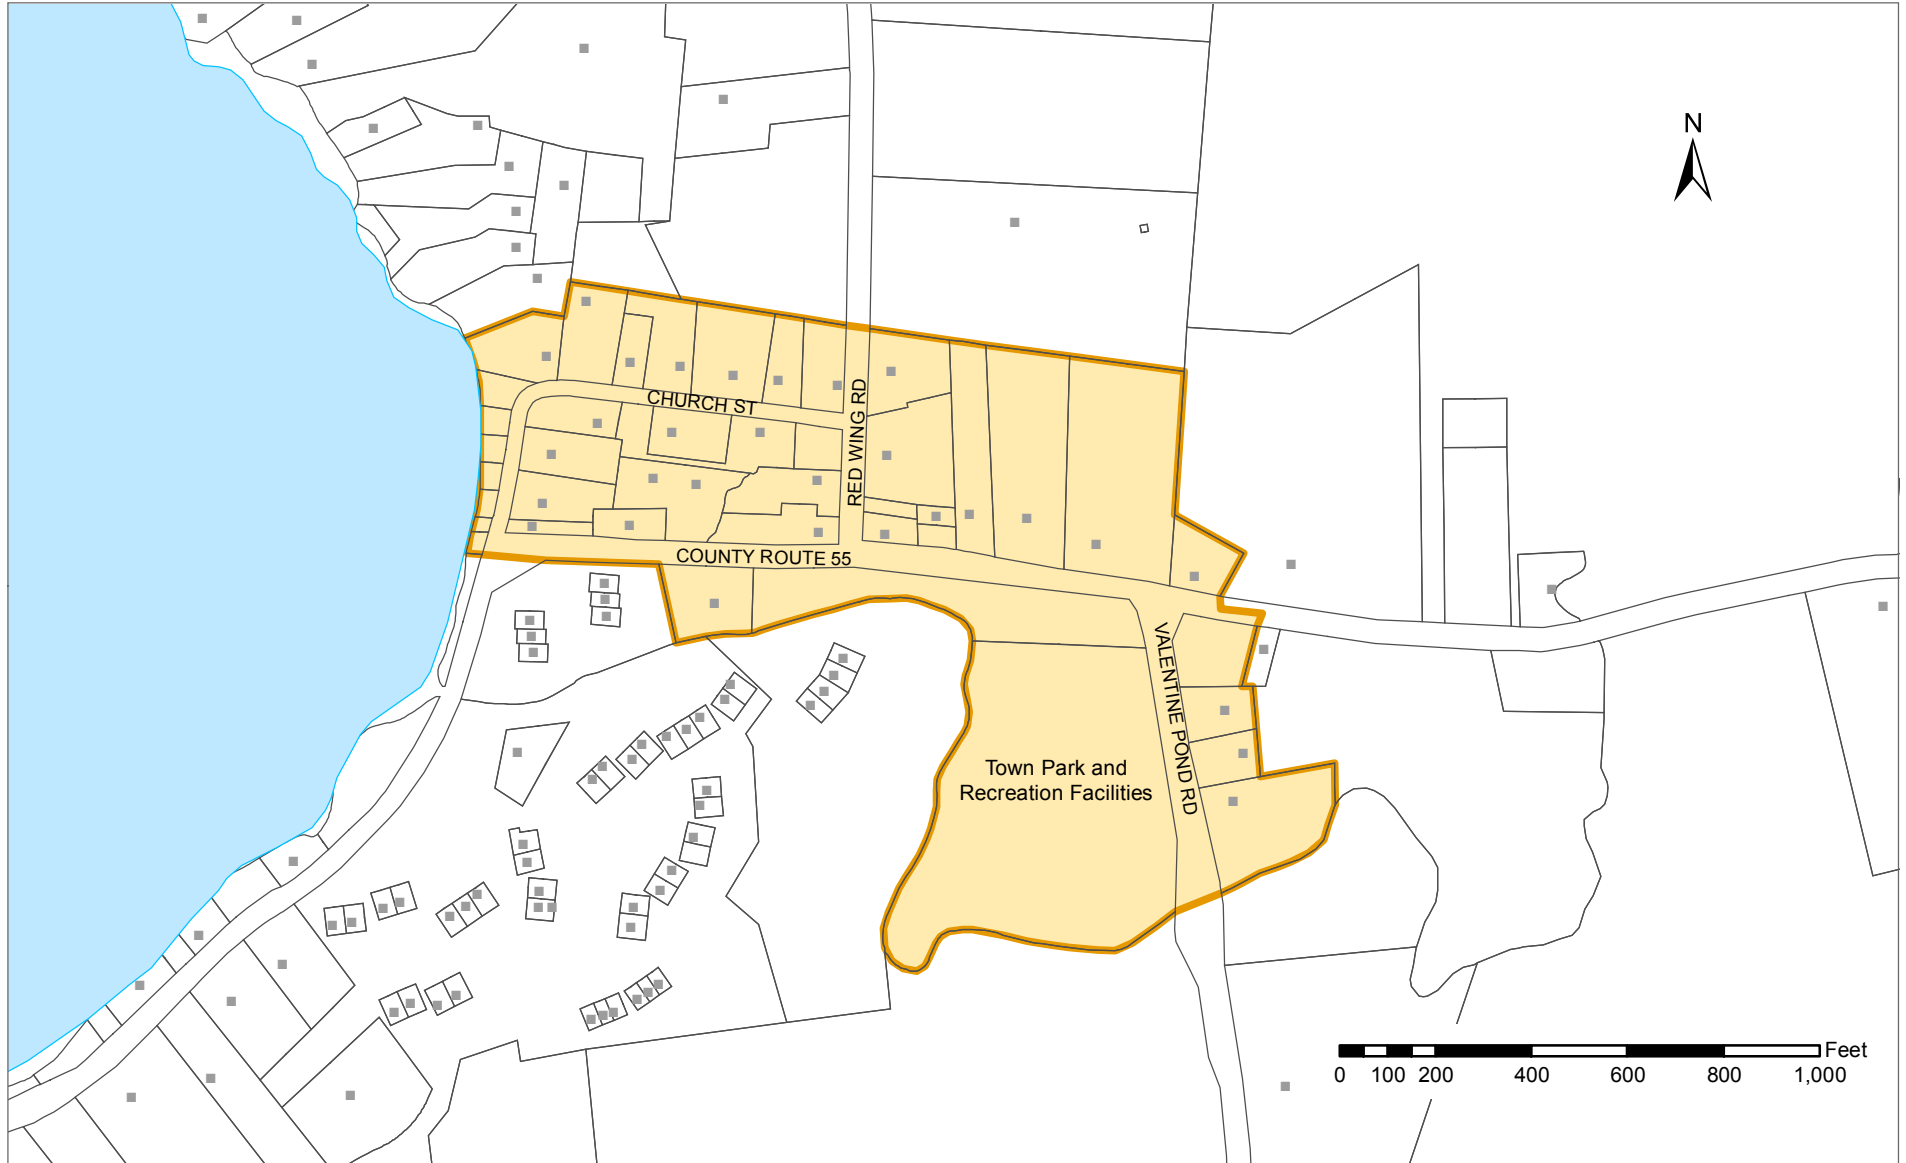 N
CHURCH ST
RED WING RD
COUNTY ROUTE 55
VALENTINE POND RD
Town Park and
Recreation Facilities
Feet
0 100 200 400 600 800 1,000